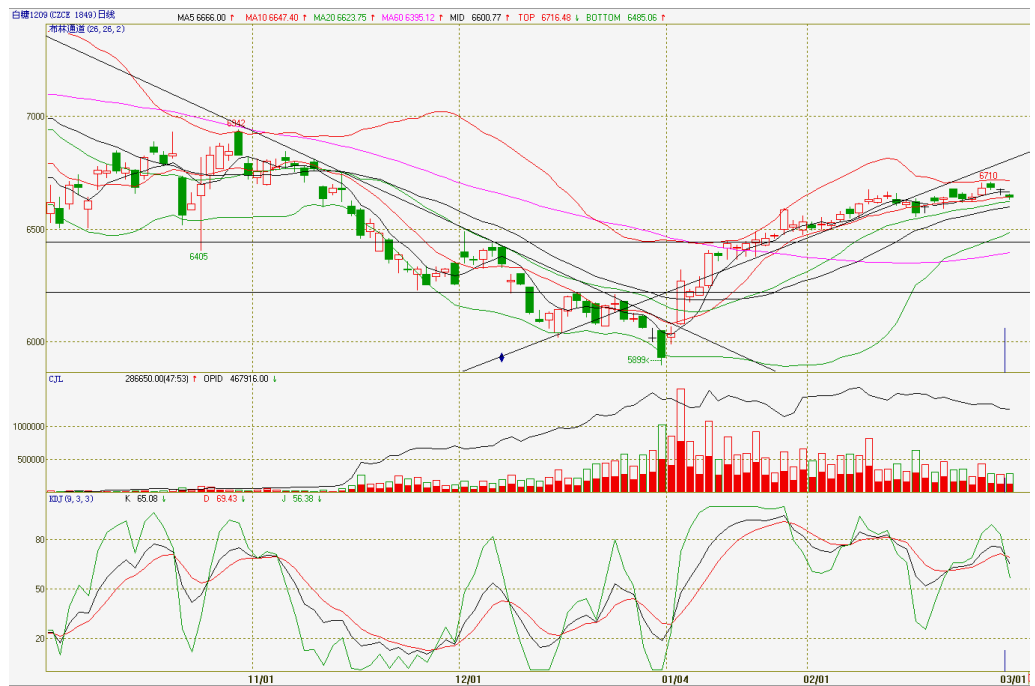 白糖1209(CZCE 1849)日线 MA5 6666.00 ↑ MA10 6647.40 ↑ MA20 6623.75 ↑ MA60 6395.12 ↑ MID 6600.77 ↑ TOP 6716.48 ↓ BOTTOM 6485.06 ↑
布林通道(26,26,2)
7000
6942
6710
6500
6405
6000
5899
CJL 286650.00(47:53) ↑ OPID 467916.00 ↓
1000000
500000
KDJ(9,3,3) K 65.08 ↓ D 69.43 ↓ J 56.38 ↓
80
50
20
11/01 12/01 01/04 02/01 03/01